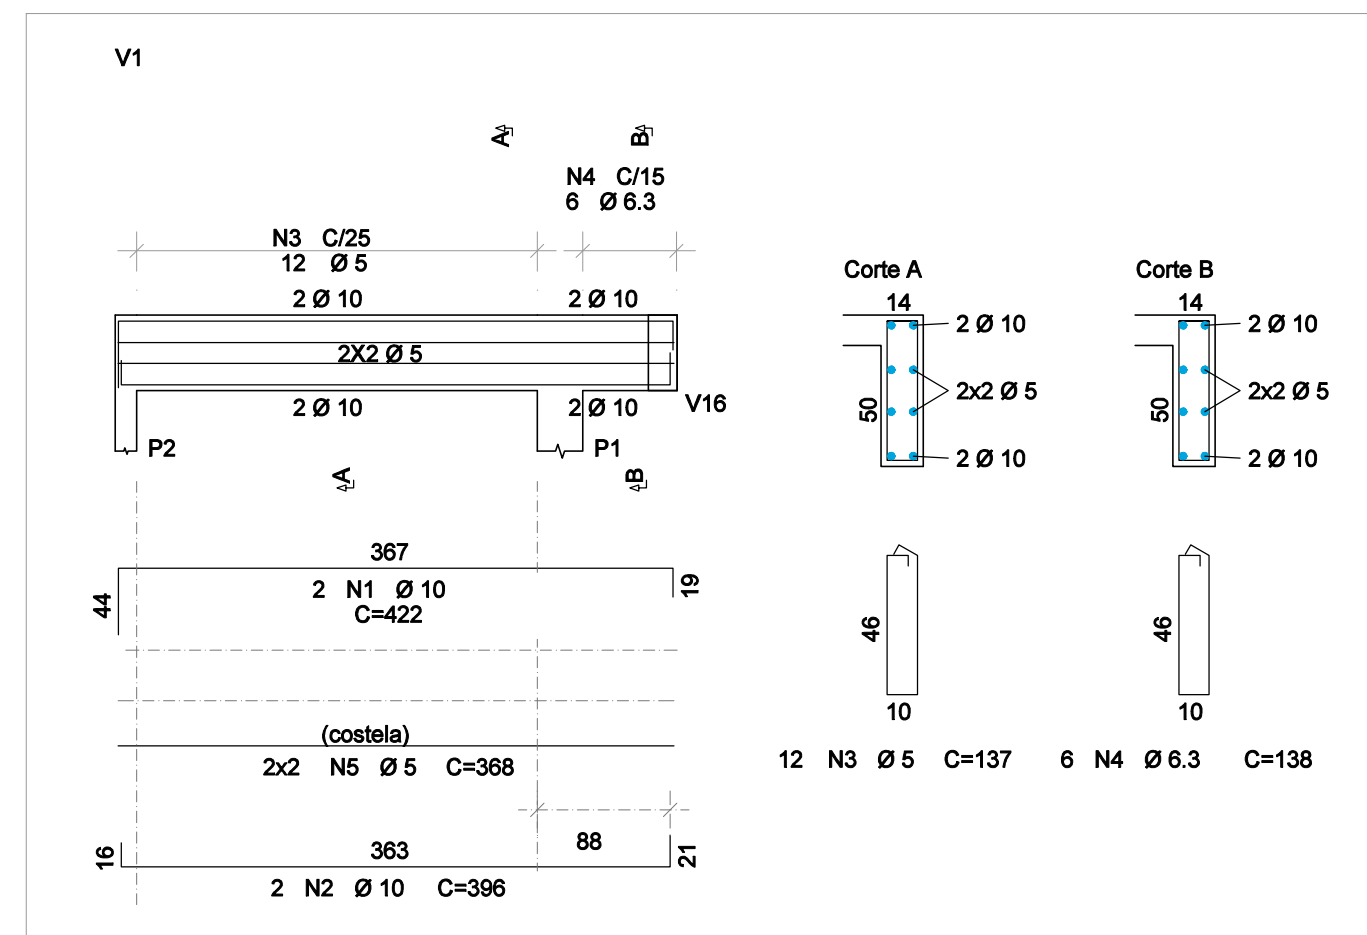 V1
A
B
N4 C/15
6 Ø 6.3
N3 C/25
12 Ø 5
2 Ø 10
2 Ø 10
2X2 Ø 5
2 Ø 10
2 Ø 10
V16
P2
P1
A
B
Corte A
14
2 Ø 10
2x2 Ø 5
50
2 Ø 10
Corte B
14
2 Ø 10
2x2 Ø 5
50
2 Ø 10
367
44
19
2 N1 Ø 10
C=422
(costela)
2x2 N5 Ø 5 C=368
88
363
16
21
2 N2 Ø 10 C=396
46
10
12 N3 Ø 5 C=137
46
10
6 N4 Ø 6.3 C=138